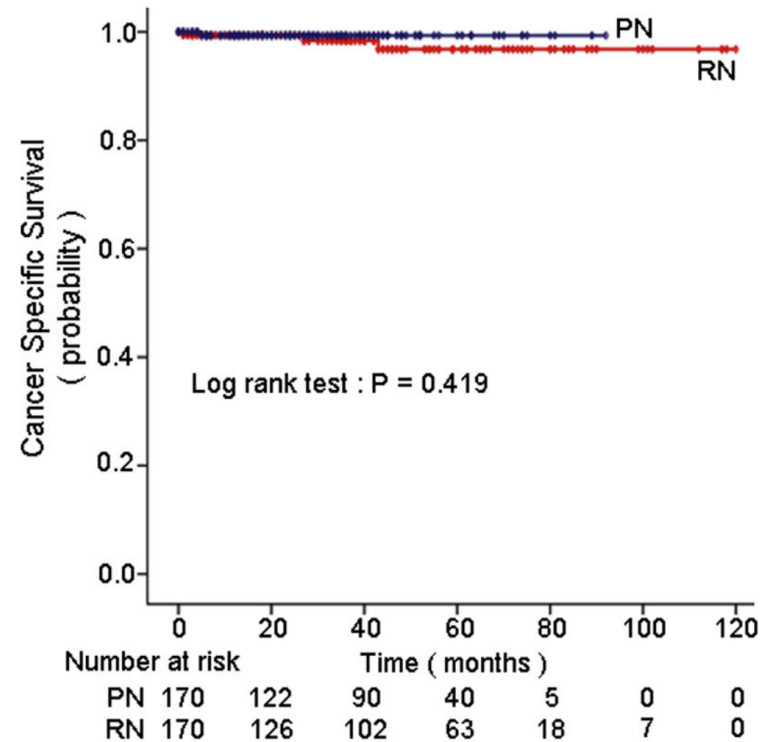 1.0
PN
RN
0.8
0.6
0.4
0.2
0.0
Cancer Specific Survival
( probability )
Log rank test : P = 0.419
0 20 40 60 80 100 120
Number at risk Time ( months )
PN 170 122 90 40 5 0 0
RN 170 126 102 63 18 7 0